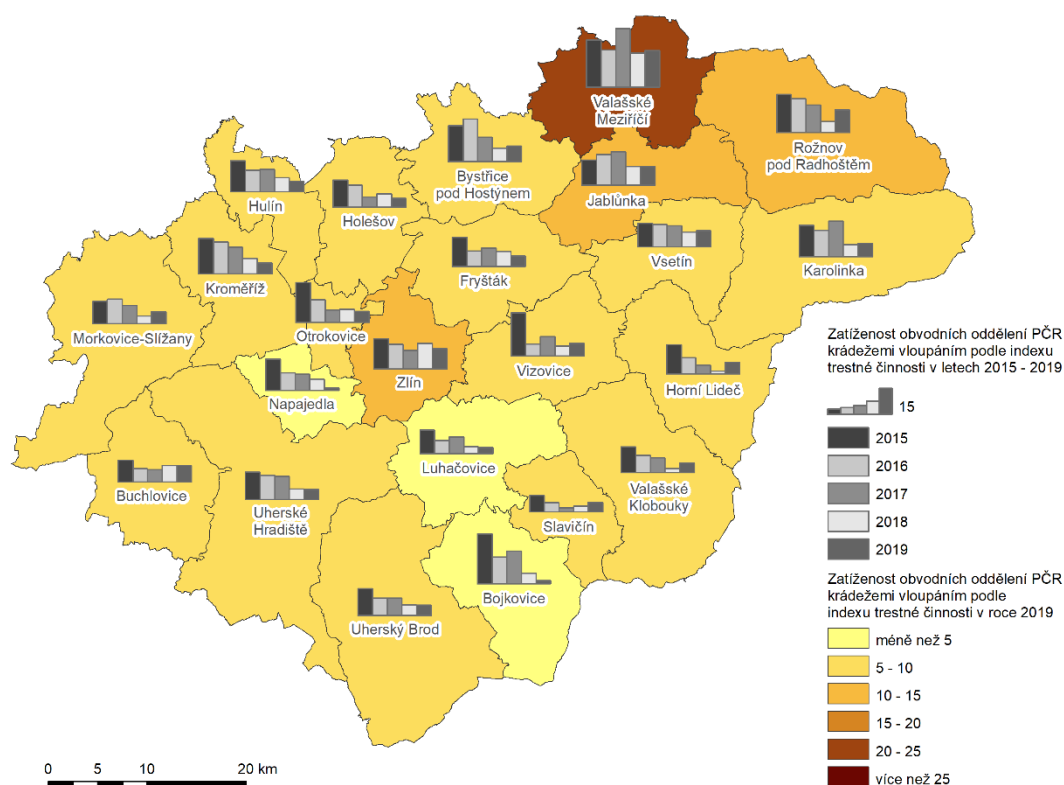 Valašské
Meziříčí
Rožnov
pod Radhoštěm
Bystřice
pod Hostýnem
Jablůnka
Hulín
Holešov
Vsetín
Karolinka
Fryšták
Kroměříž
Morkovice-Slížany
Otrokovice
Zlín
Vizovice
Horní Lideč
Napajedla
Luhačovice
Buchlovice
Uherské
Hradiště
Valašské
Klobouky
Slavičín
Bojkovice
Uherský Brod
Zatíženost obvodních oddělení PČR
krádežemi vloupáním podle indexu
trestné činnosti v letech 2015 - 2019
15
2015
2016
2017
2018
2019
Zatíženost obvodních oddělení PČR
krádežemi vloupáním podle
indexu trestné činnosti v roce 2019
méně než 5
5 - 10
10 - 15
15 - 20
20 - 25
více než 25
0 5 10 20 km